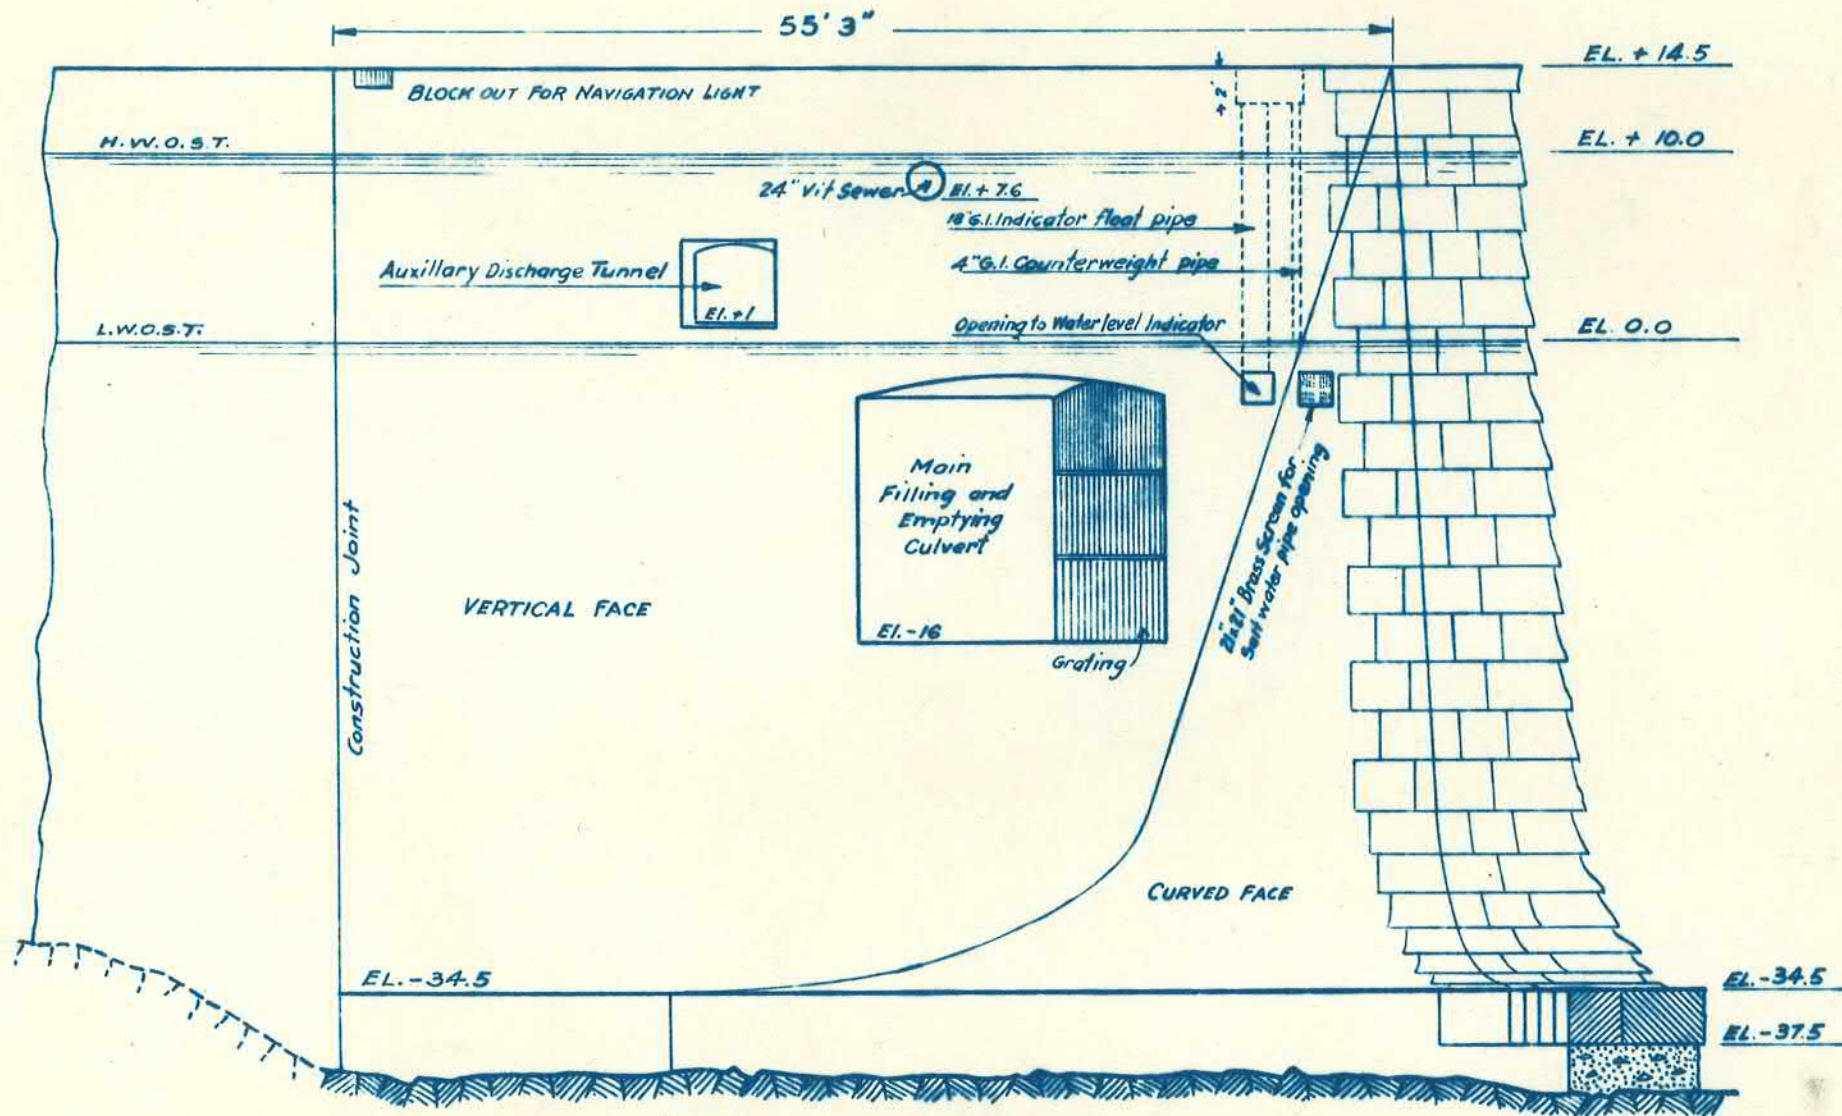 55' 3"
EL. + 14.5
BLOCK OUT FOR NAVIGATION LIGHT
2'
H.W.O.S.T.
EL. + 10.0
24" Vit Sewer
El. + 7.6
18" G.I. Indicator float pipe
4" G.I. Counterweight pipe
Auxillary Discharge Tunnel
El. +1
Opening to Water level Indicator
L.W.O.S.T.
EL. 0.0
Main
Filling and
Emptying
Culvert
El. -16
Grating
21"x21" Brass Screen for
Salt water pipe opening
Construction Joint
VERTICAL FACE
CURVED FACE
EL. -34.5
EL. -34.5
EL. -37.5